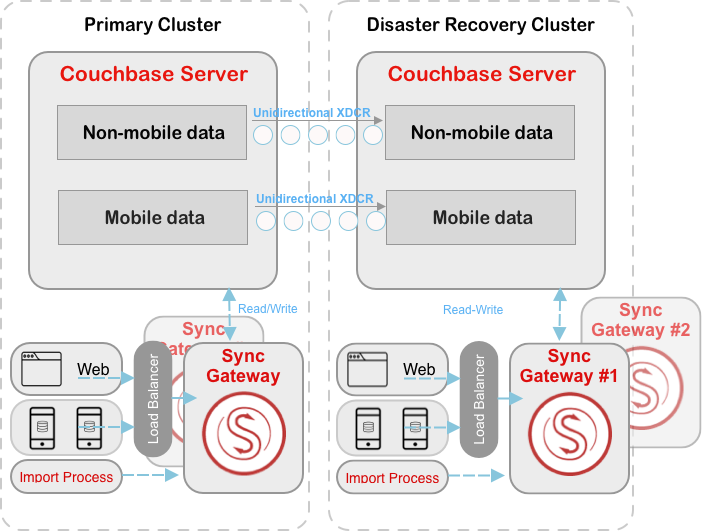 Primary Cluster
Disaster Recovery Cluster
Couchbase Server
Couchbase Server
Non-mobile data
Unidirectional XDCR
Non-mobile data
Mobile data
Unidirectional XDCR
Mobile data
Read/Write
Read-Write
Sync
Sync
Gateway #2
Web
Load Balancer
Sync
Gateway
Import Process
Web
Load Balancer
Sync
Gateway #1
Import Process